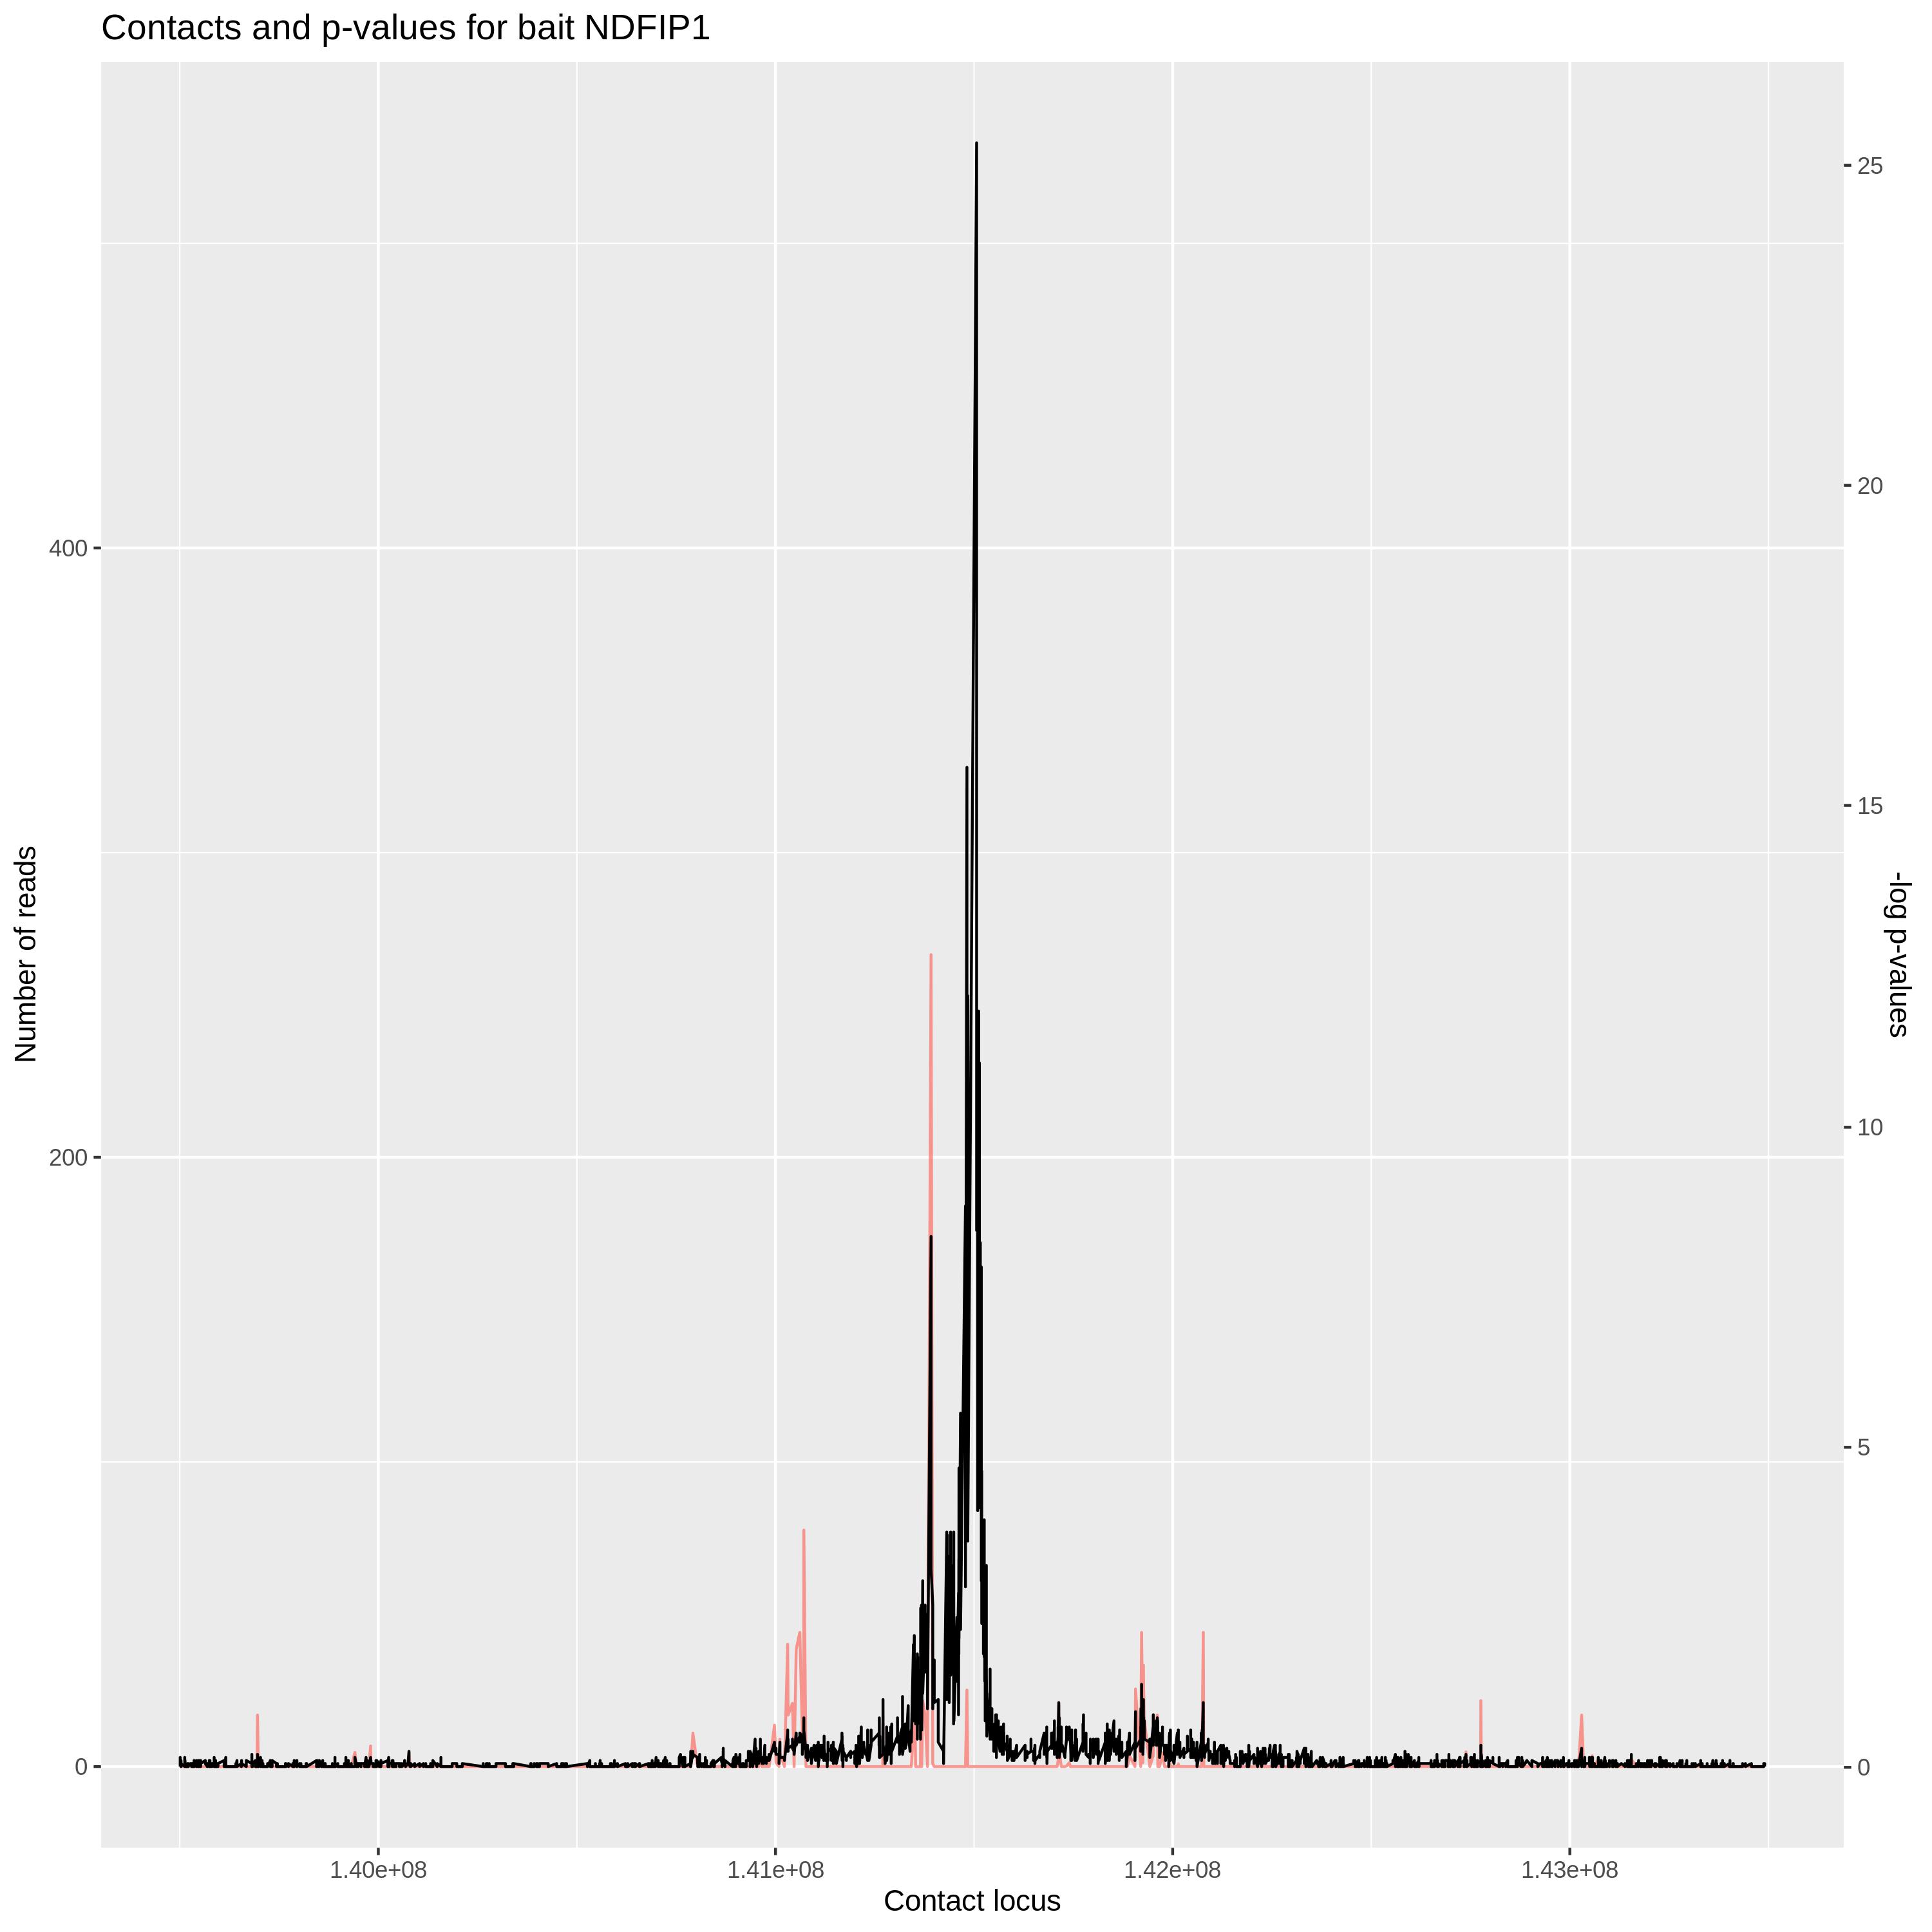 Contacts and p-values for bait NDFIP1
Number of reads
400
200
0
25
20
15
10
5
0
-log p-values
1.40e+08
1.41e+08
1.42e+08
1.43e+08
Contact locus